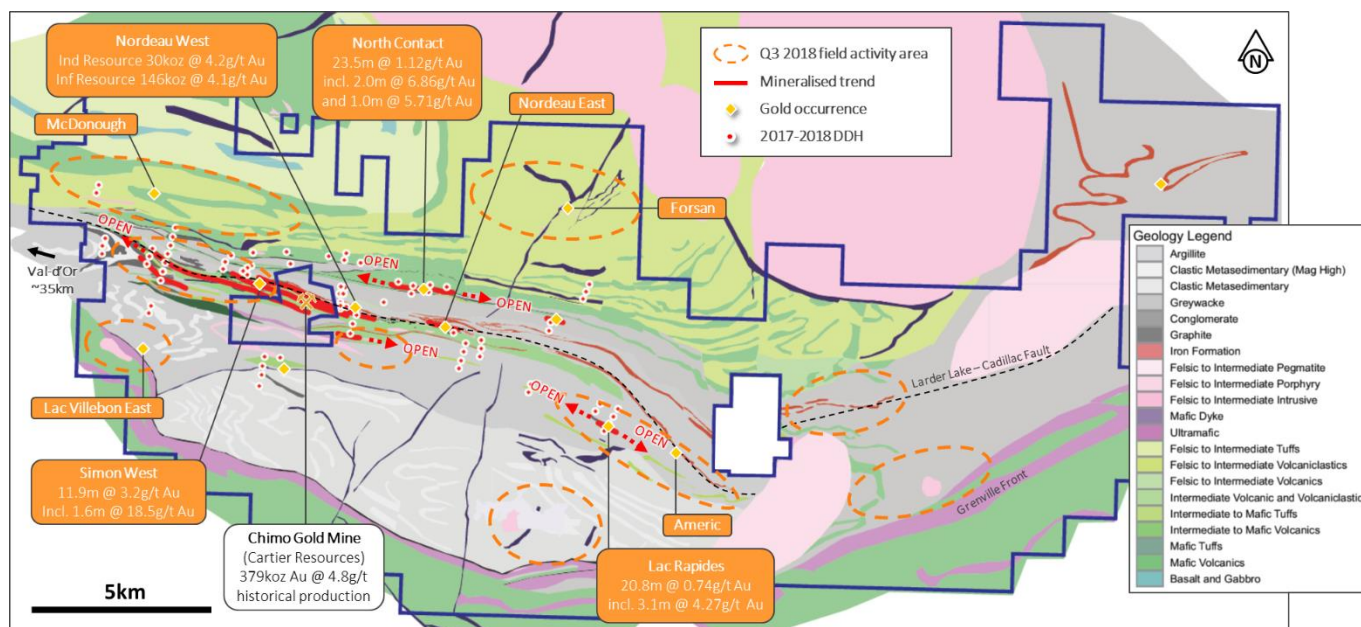 Nordeau West
Ind Resource 30koz @ 4.2g/t Au
Inf Resource 146koz @ 4.1g/t Au
North Contact
23.5m @ 1.12g/t Au
incl. 2.0m @ 6.86g/t Au
and 1.0m @ 5.71g/t Au
Q3 2018 field activity area
Mineralised trend
Gold occurrence
2017-2018 DDH
N
Nordeau East
McDonough
Forsan
OPEN
Val d'Or
~35km
OPEN
OPEN
OPEN
OPEN
OPEN
Larder Lake – Cadillac Fault
Grenville Front
Lac Villebon East
Simon West
11.9m @ 3.2g/t Au
Incl. 1.6m @ 18.5g/t Au
Chimo Gold Mine
(Cartier Resources)
379koz Au @ 4.8g/t
historical production
Americ
Lac Rapides
20.8m @ 0.74g/t Au
incl. 3.1m @ 4.27g/t Au
5km
Geology Legend
Argillite
Clastic Metasedimentary (Mag High)
Clastic Metasedimentary
Greywacke
Conglomerate
Graphite
Iron Formation
Felsic to Intermediate Pegmatite
Felsic to Intermediate Porphyry
Felsic to Intermediate Intrusive
Mafic Dyke
Ultramafic
Felsic to Intermediate Tuffs
Felsic to Intermediate Volcaniclastics
Felsic to Intermediate Volcanics
Intermediate Volcanic and Volcaniclastic
Intermediate to Mafic Tuffs
Intermediate to Mafic Volcanics
Mafic Tuffs
Mafic Volcanics
Basalt and Gabbro